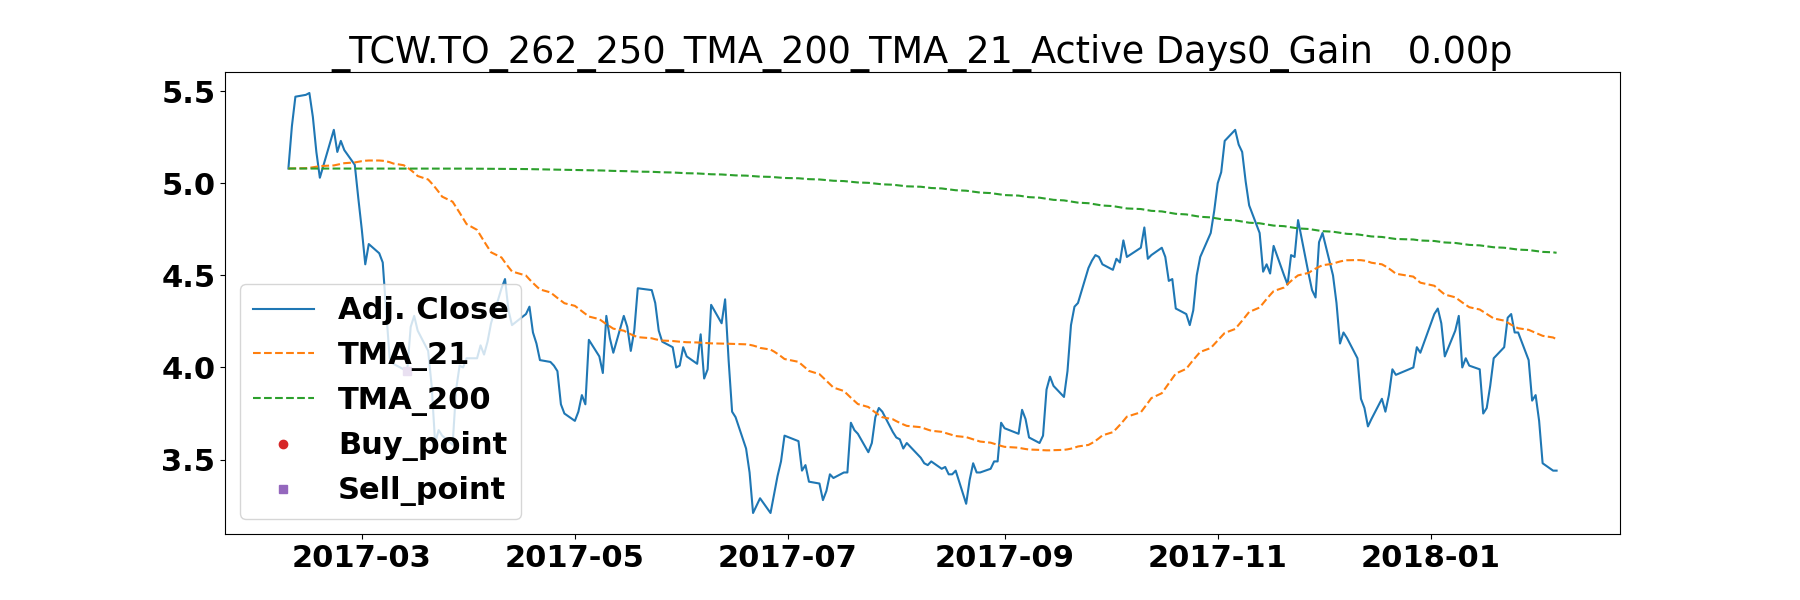 _TCW.TO_262_250_TMA_200_TMA_21_Active Days0_Gain   0.00p
5.5
5.0
4.5
4.0
3.5
Adj. Close
TMA_21
TMA_200
Buy_point
Sell_point
2017-03 2017-05 2017-07 2017-09 2017-11 2018-01